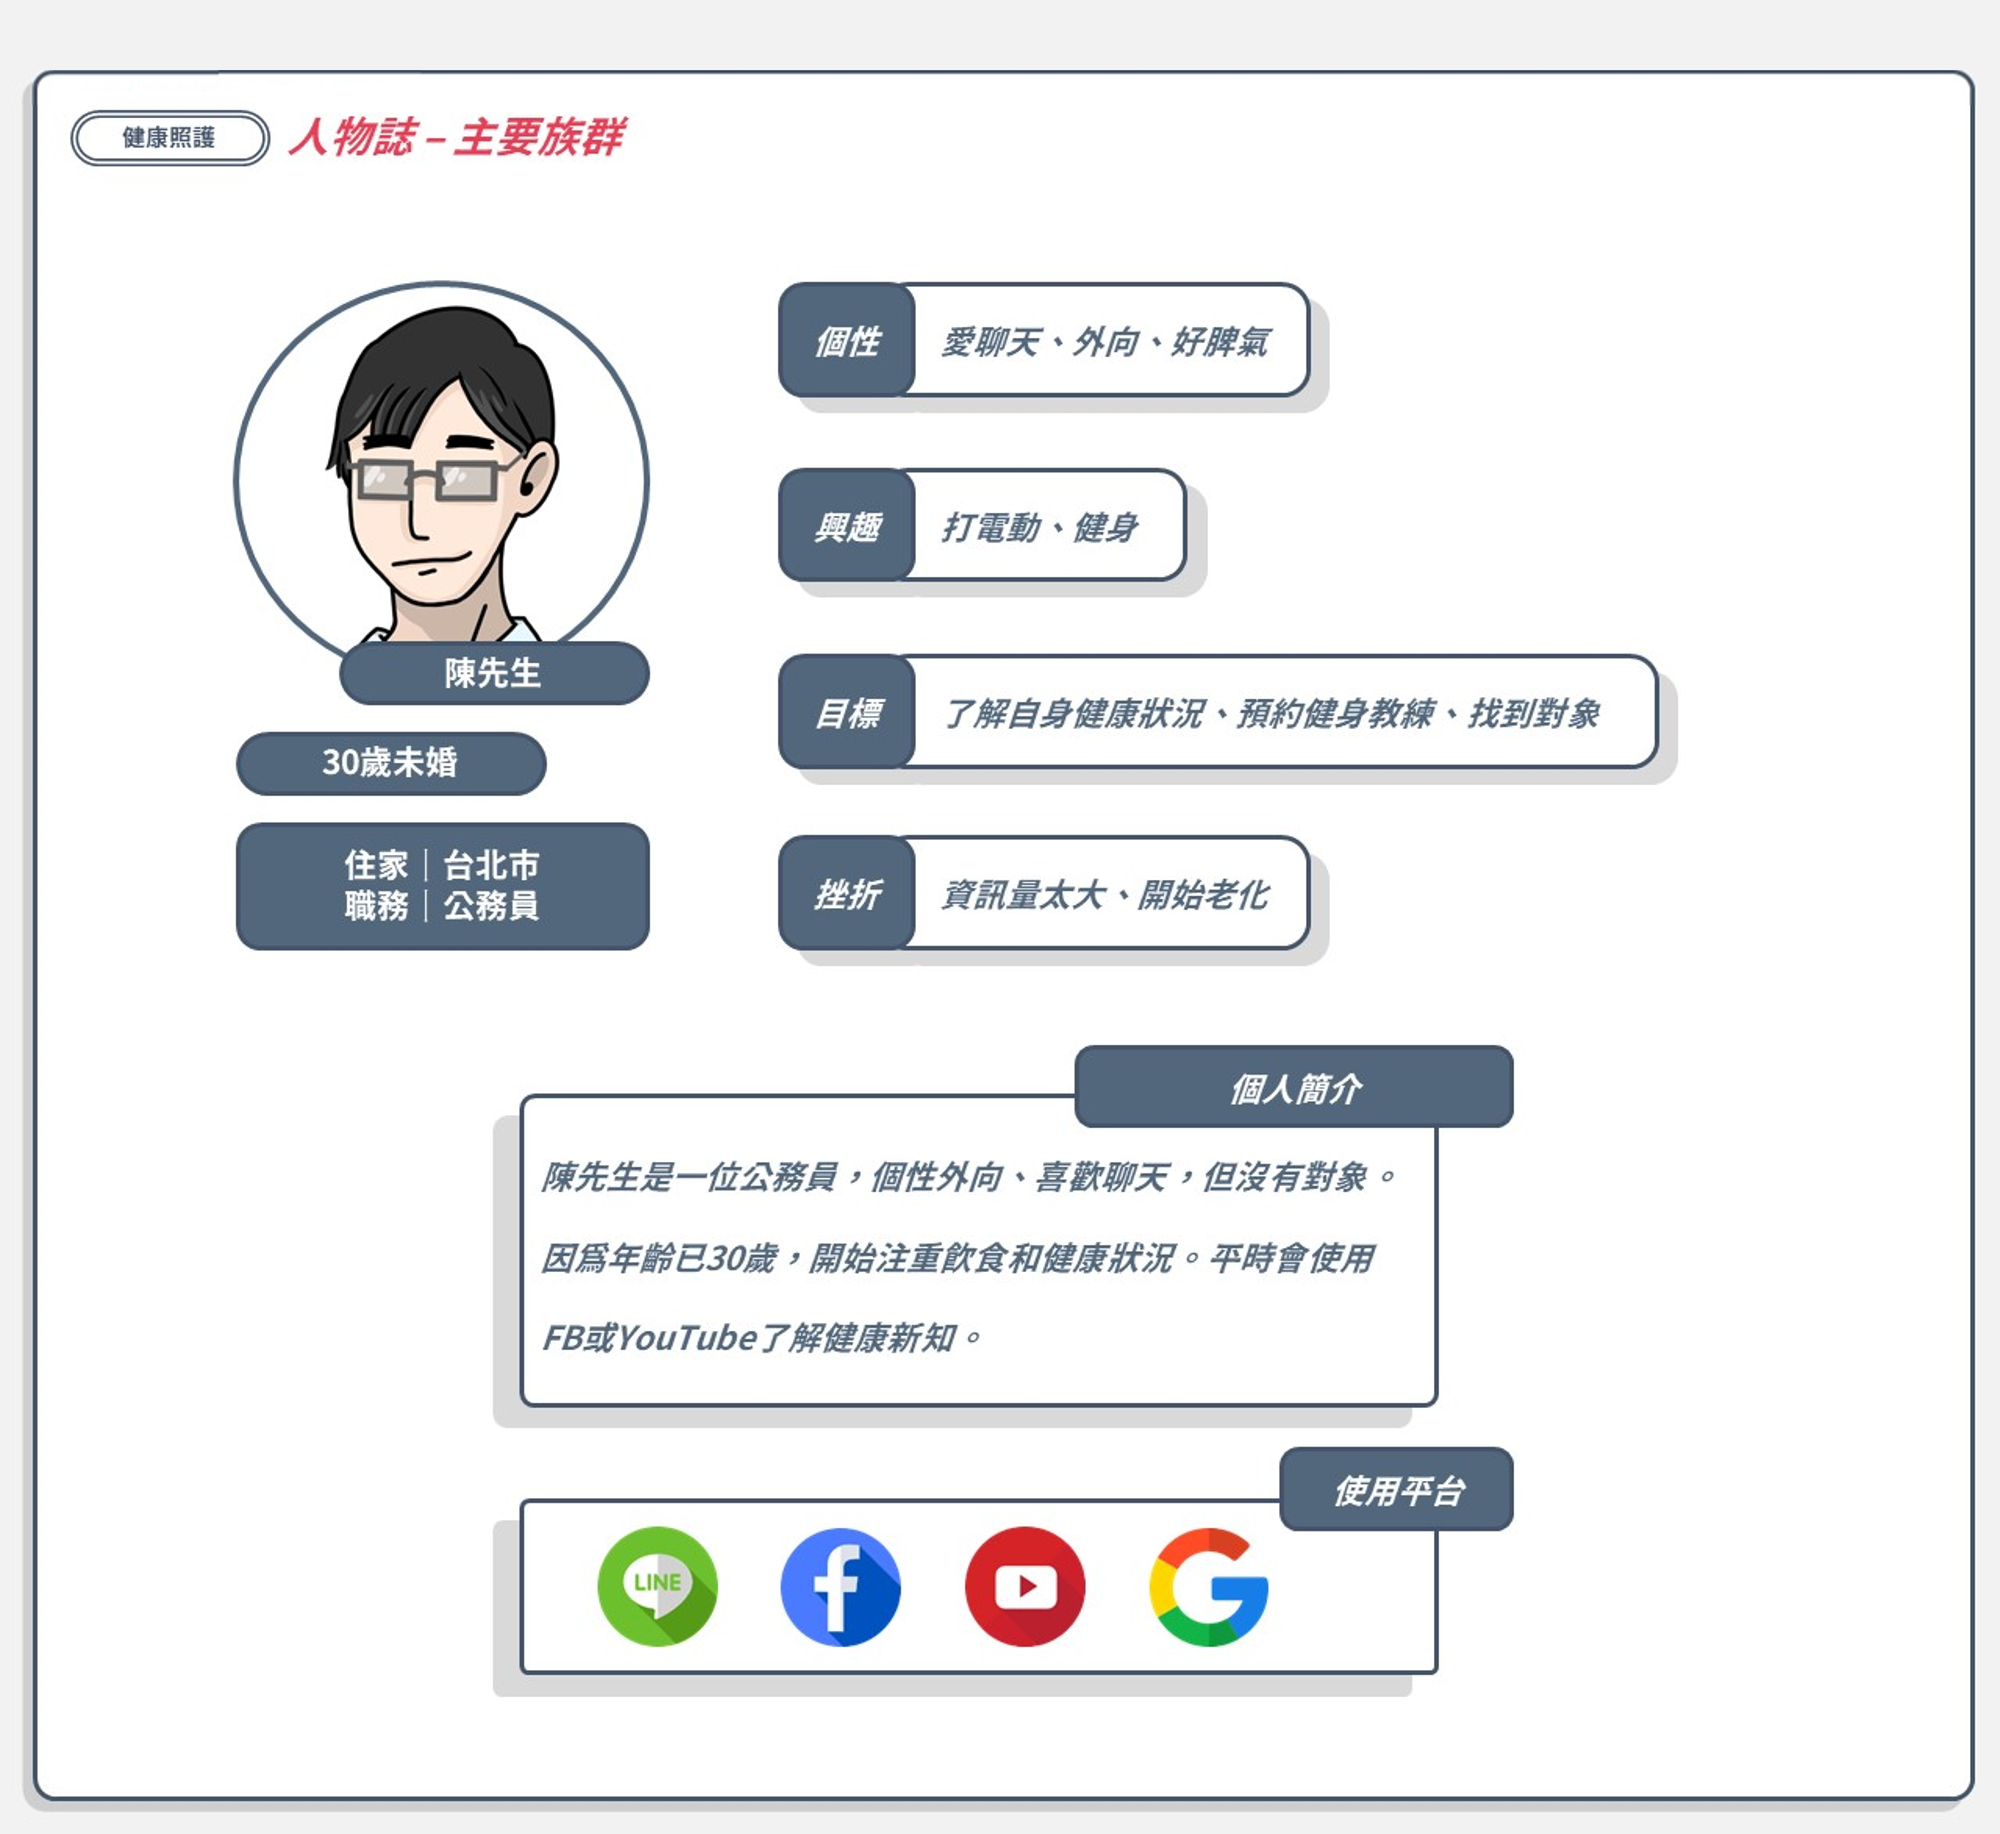 健康照護
人物誌－主要族群
陳先生
30歲未婚
住家｜台北市
職務｜公務員
個性
愛聊天、外向、好脾氣
興趣
打電動、健身
目標
了解自身健康狀況、預約健身教練、找到對象
挫折
資訊量太大、開始老化
個人簡介
陳先生是一位公務員，個性外向、喜歡聊天，但沒有對象。
因爲年齡已30歲，開始注重飲食和健康狀況。平時會使用
FB或YouTube了解健康新知。
使用平台
LINE